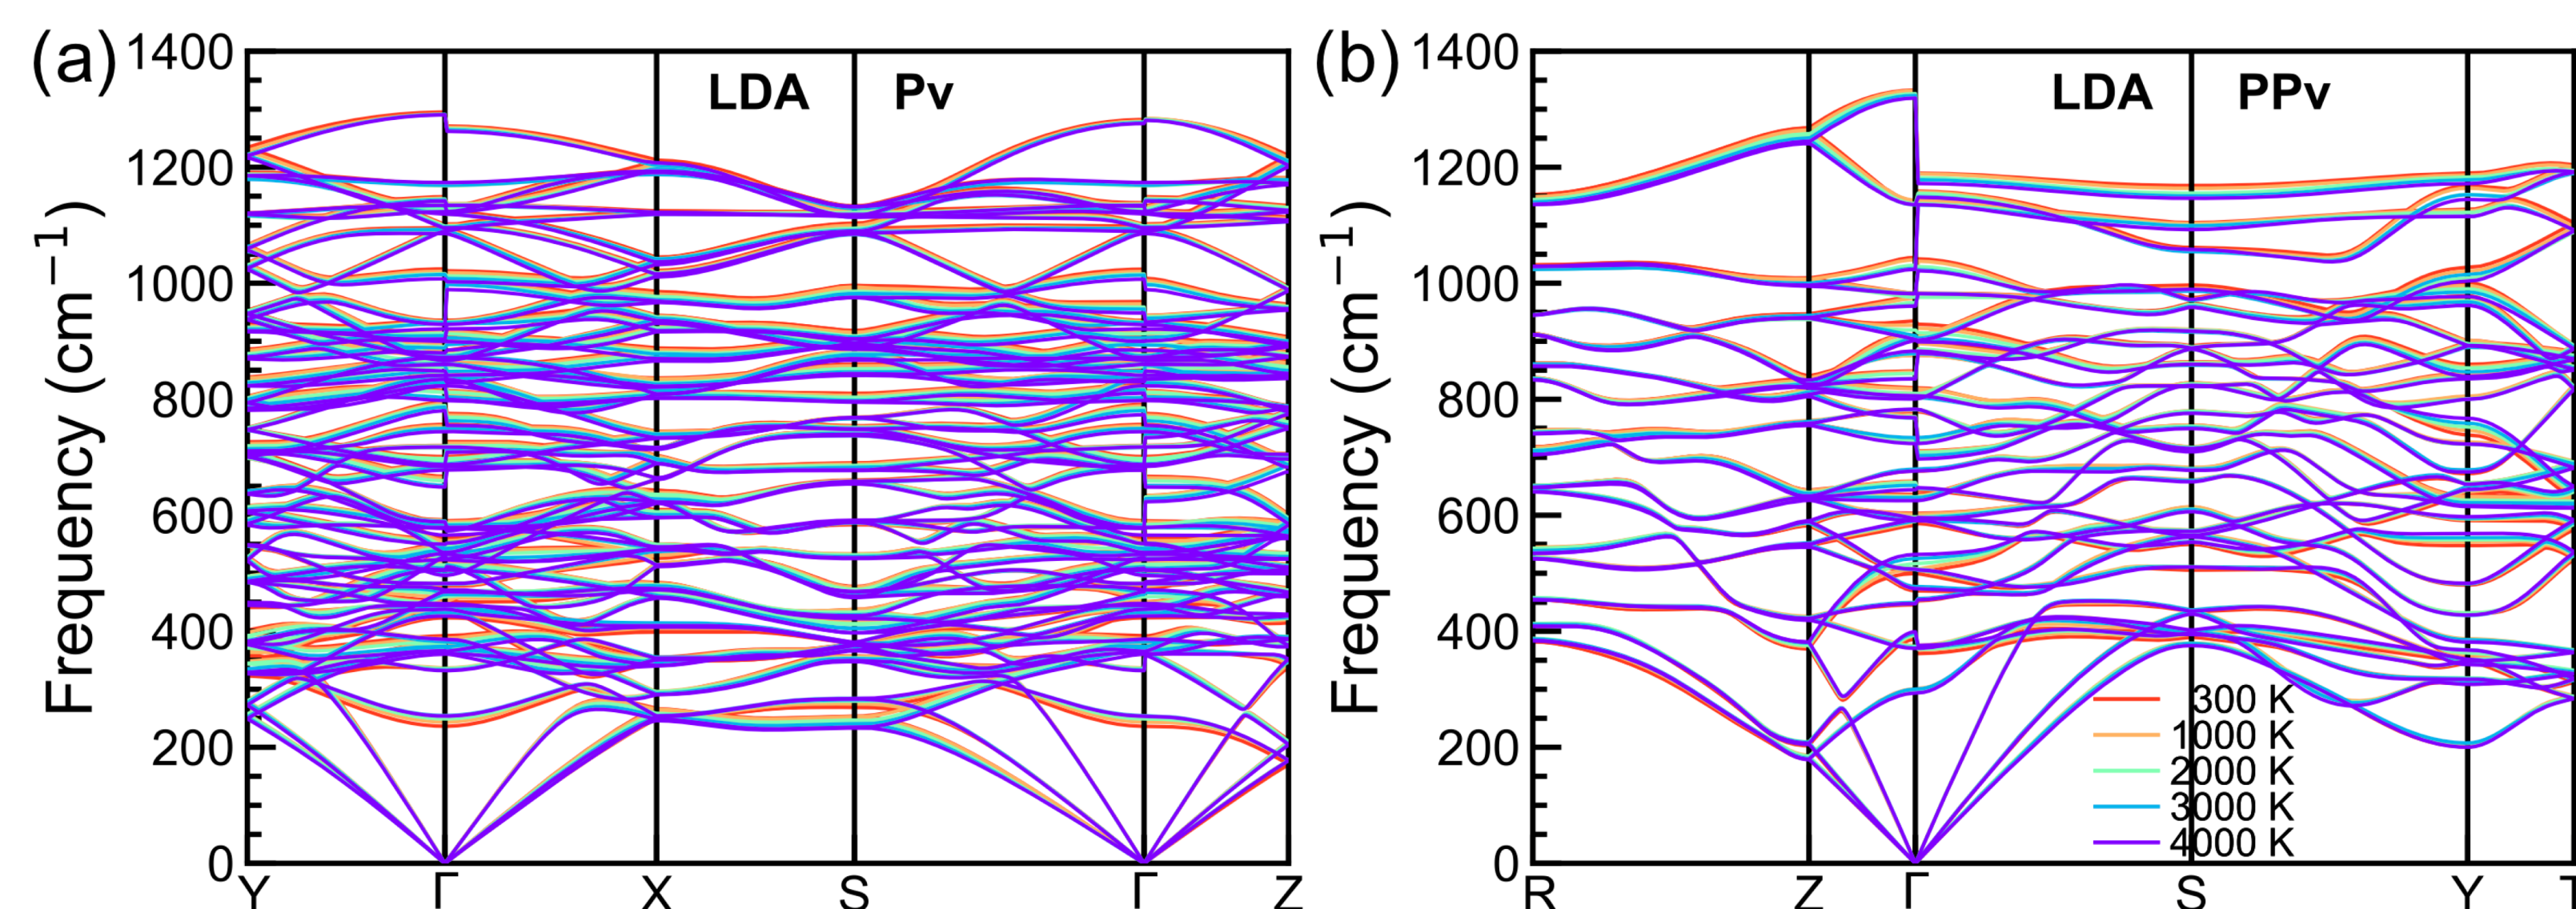 (a)
1400
1200
1000
800
600
400
200
0
Frequency (cm⁻¹)
LDA Pv
Y Γ X S Γ Z
(b)
1400
1200
1000
800
600
400
200
0
Frequency (cm⁻¹)
LDA PPv
300 K
1000 K
2000 K
3000 K
4000 K
R Z Γ S Y T